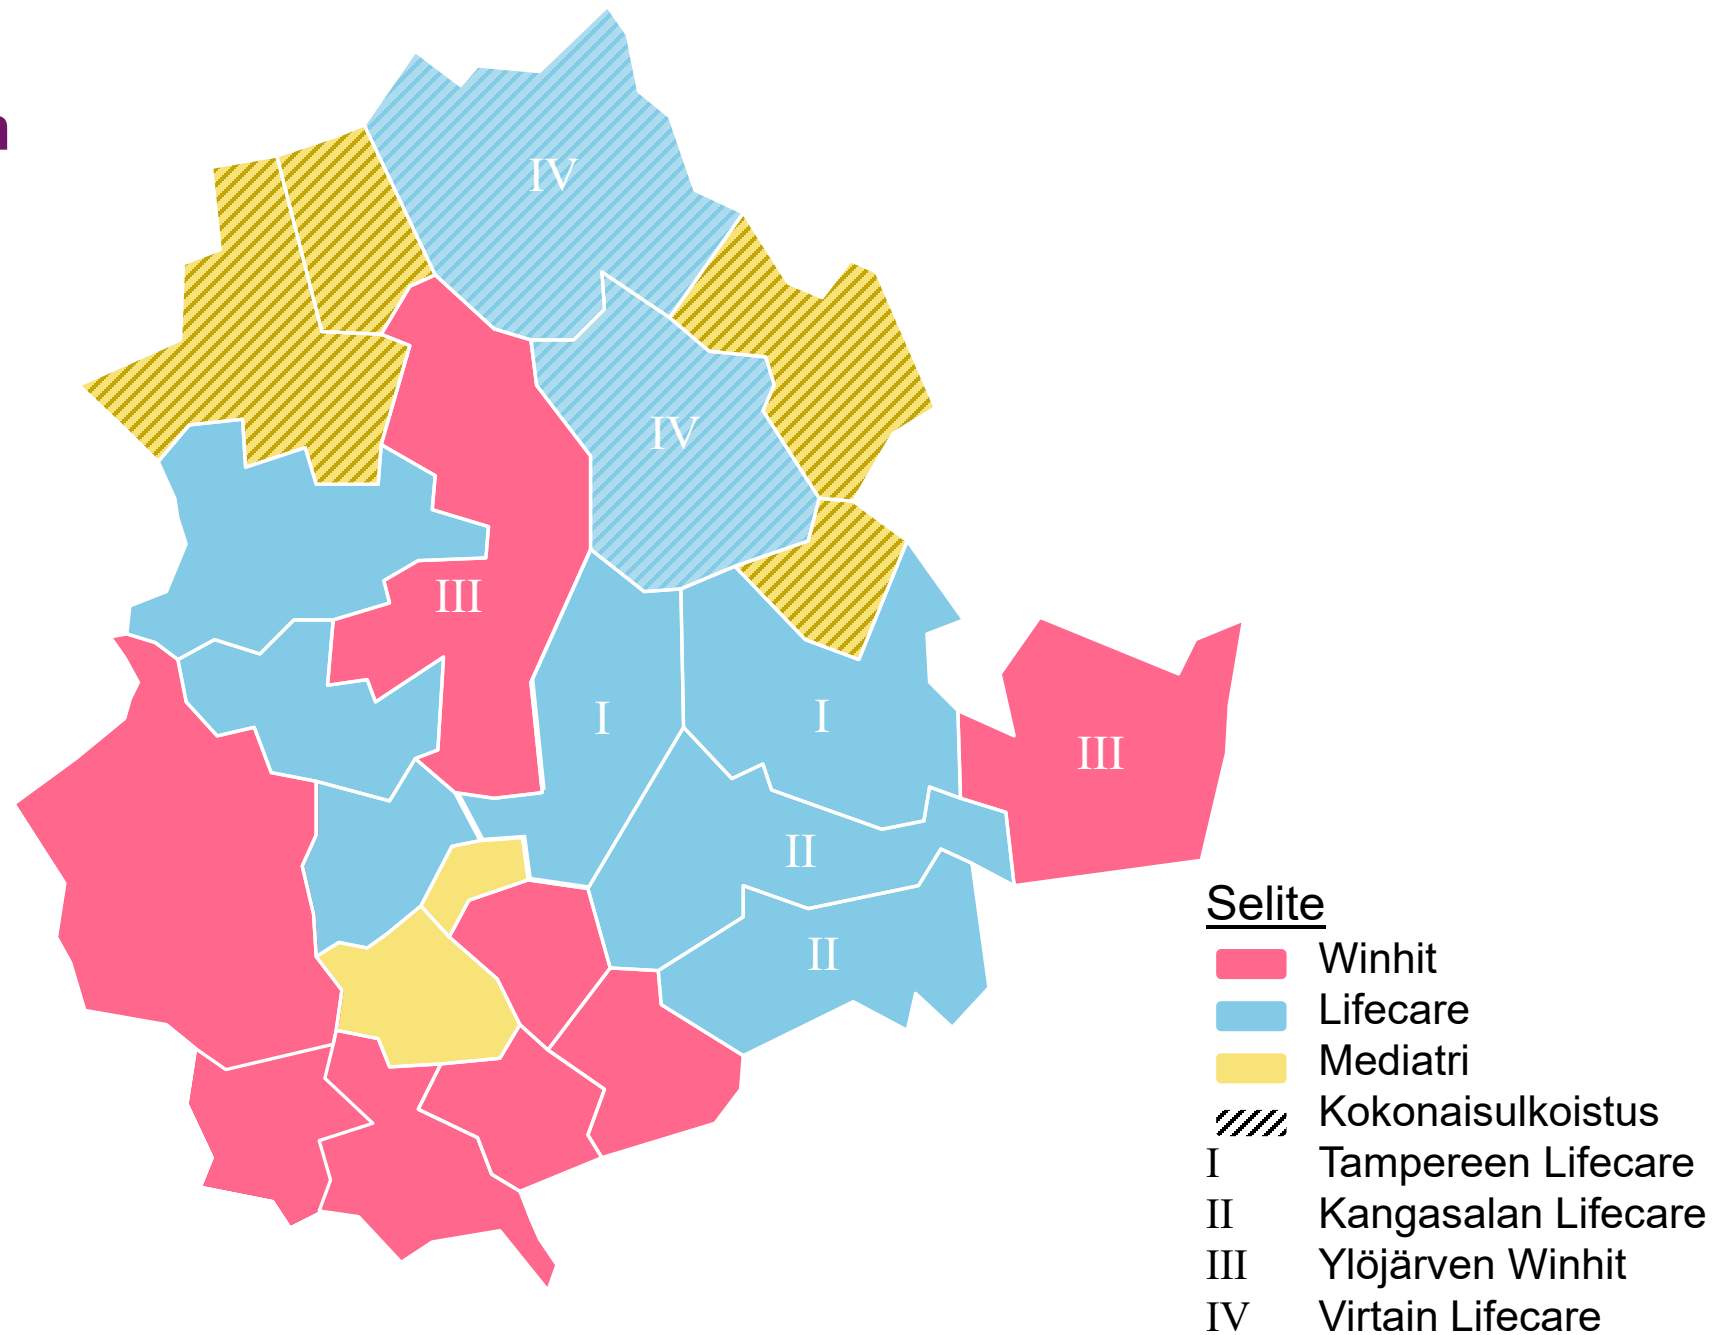 IV
IV
III
I
I
III
II
II
Selite
Winhit
Lifecare
Mediatri
Kokonaisulkoistus
I Tampereen Lifecare
II Kangasalan Lifecare
III Ylöjärven Winhit
IV Virtain Lifecare